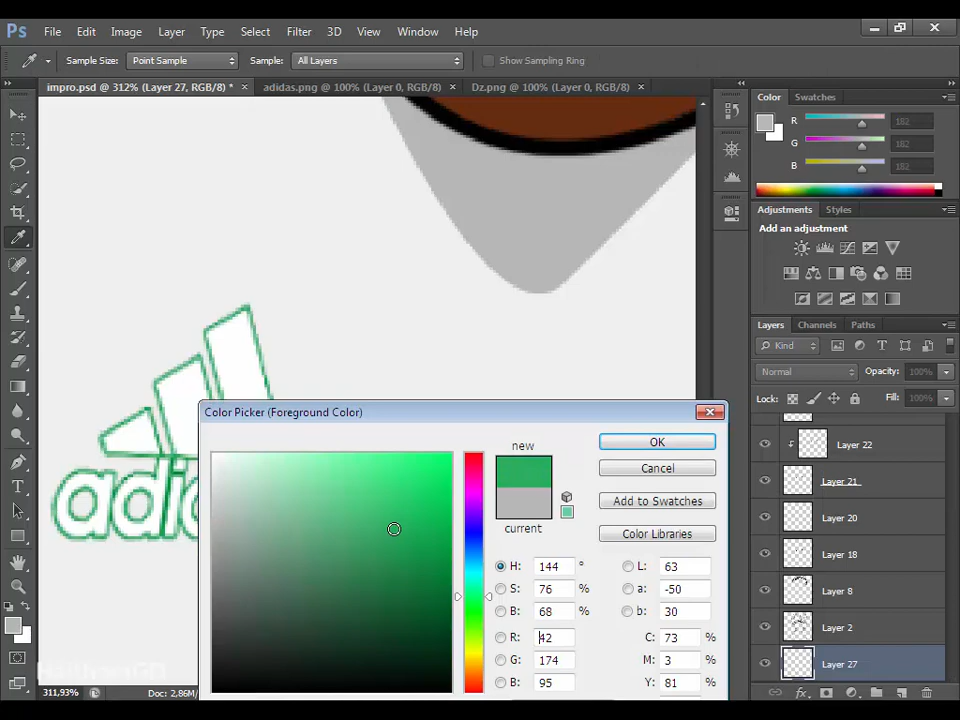 Ps File Edit Image Layer Type Select Filter 3D View Window Help
Sample Size: Point Sample Sample: All Layers Show Sampling Ring
impro.psd @ 312% (Layer 27, RGB/8) * × adidas.png @ 100% (Layer 0, RGB/8) × Dz.png @ 100% (Layer 0, RGB/8) ×
Color Swatches
R 182
G 182
B 182
Adjustments Styles
Add an adjustment
Layers Channels Paths
Kind
Normal Opacity: 100%
Lock: Fill: 100%
Layer 22
Layer 21
Layer 20
Layer 18
Layer 8
Layer 2
Layer 27
adi
Color Picker (Foreground Color)
new
current
OK
Cancel
Add to Swatches
Color Libraries
H: 144 ° L: 63
S: 76 % a: -50
B: 68 % b: 30
R: 42 C: 73 %
G: 174 M: 3 %
B: 95 Y: 81 %
311,93% Doc: 2,86M/